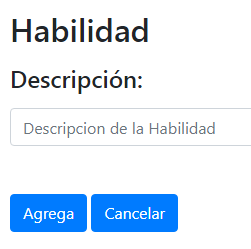 Habilidad
Descripción:
Descripcion de la Habilidad
Agrega Cancelar